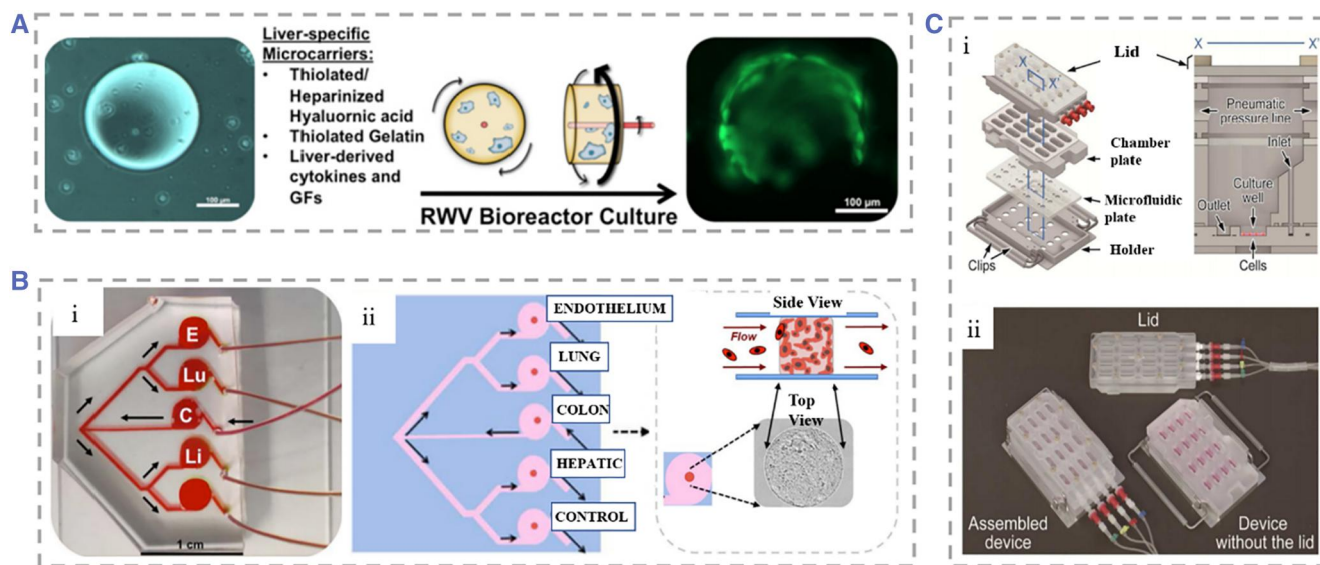 A
Liver-specific
Microcarriers:
• Thiolated/
Heparinized
Hyaluornic acid
• Thiolated Gelatin
• Liver-derived
cytokines and
GFs
100 µm
RWV Bioreactor Culture
100 µm
B
i
E
Lu
C
Li
1 cm
ii
ENDOTHELIUM
LUNG
COLON
HEPATIC
CONTROL
Side View
Flow
Top
View
C
i
X
X'
Lid
Chamber
plate
Microfluidic
plate
Holder
Clips
X
X'
Pneumatic
pressure line
Inlet
Culture
well
Outlet
Cells
ii
Lid
Assembled
device
Device
without the lid